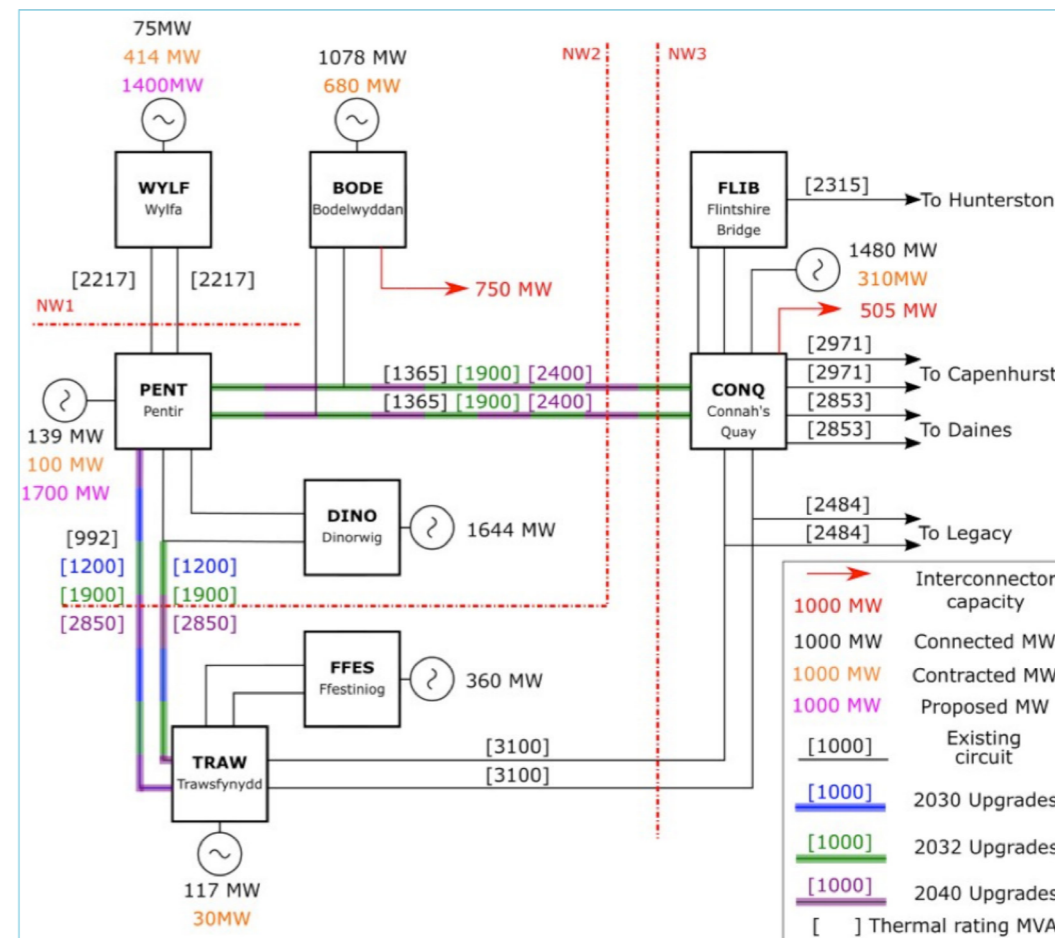 75MW
414 MW
1400MW
1078 MW
680 MW
NW2
NW3
WYLF
Wylfa
BODE
Bodelwyddan
FLIB
Flintshire
Bridge
[2315]
To Hunterston
[2217]
[2217]
750 MW
1480 MW
310MW
505 MW
NW1
PENT
Pentir
[1365] [1900] [2400]
[1365] [1900] [2400]
CONQ
Connah's
Quay
[2971]
[2971]
To Capenhurst
[2853]
[2853]
To Daines
139 MW
100 MW
1700 MW
DINO
Dinorwig
1644 MW
[992]
[1200]
[1200]
[1900]
[1900]
[2850]
[2850]
[2484]
[2484]
To Legacy
FFES
Ffestiniog
360 MW
TRAW
Trawsfynydd
[3100]
[3100]
117 MW
30MW
Interconnector
capacity
1000 MW
1000 MW
Connected MW
1000 MW
Contracted MW
1000 MW
Proposed MW
[1000]
Existing
circuit
[1000]
2030 Upgrades
[1000]
2032 Upgrades
[1000]
2040 Upgrades
[ ] Thermal rating MVA